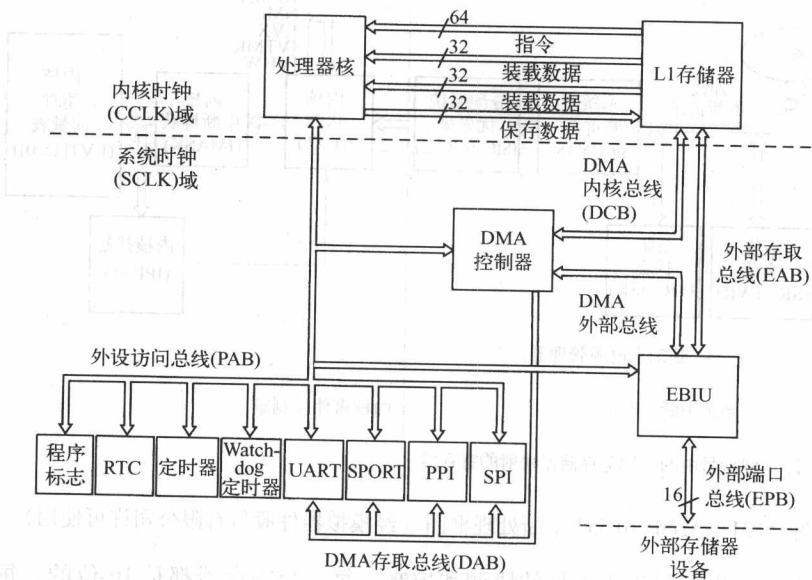 64
指令
32
装载数据
32
装载数据
32
保存数据
处理器核
L1存储器
内核时钟
(CCLK)域
系统时钟
(SCLK)域
DMA
内核总线
(DCB)
DMA
控制器
外部存取
总线(EAB)
DMA
外部总线
外设访问总线(PAB)
EBIU
程序
标志
RTC
定时器
Watch-
dog
定时器
UART
SPORT
PPI
SPI
16
外部端口
总线(EPB)
DMA存取总线(DAB)
外部存储器
设备